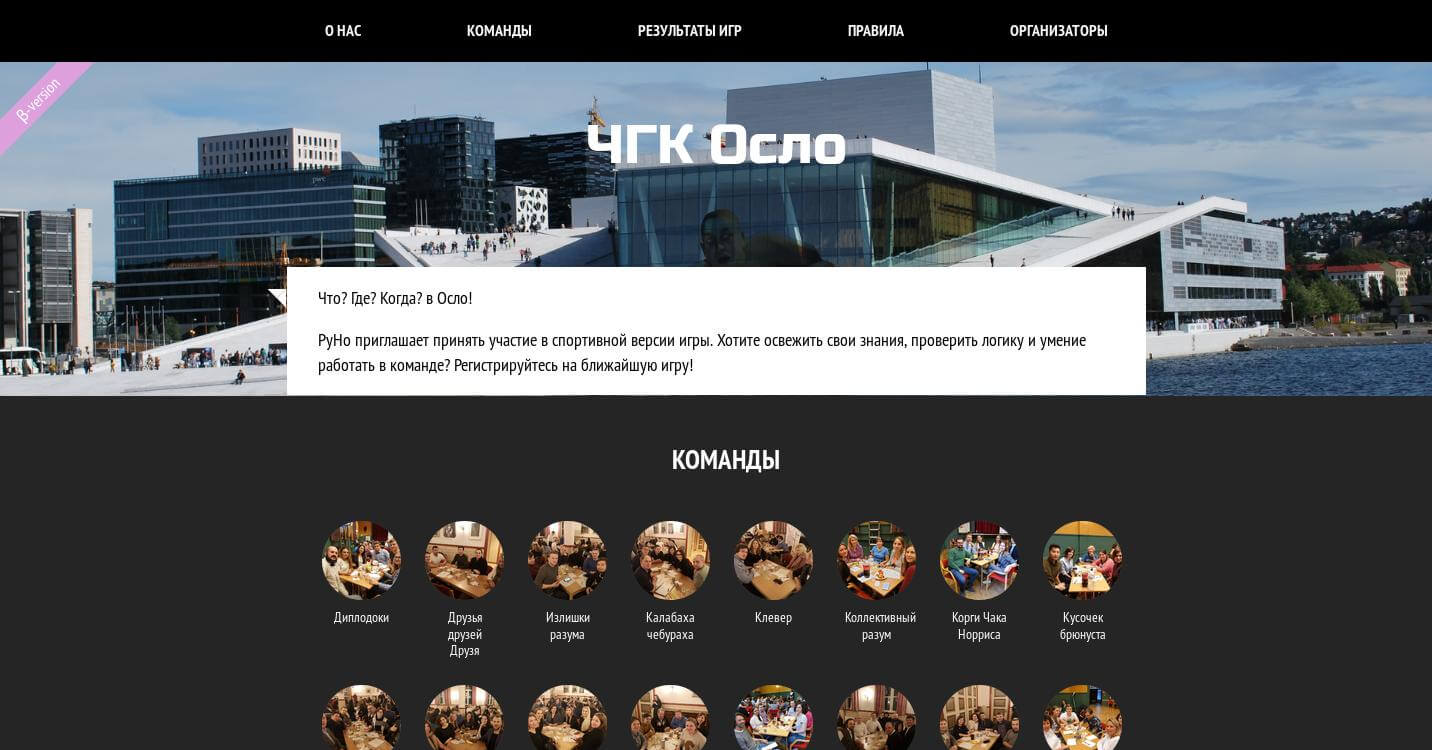 О НАС
КОМАНДЫ
РЕЗУЛЬТАТЫ ИГР
ПРАВИЛА
ОРГАНИЗАТОРЫ
β-version
ЧГК Осло
pwc
Что? Где? Когда? в Осло!
РуНо приглашает принять участие в спортивной версии игры. Хотите освежить свои знания, проверить логику и умение
работать в команде? Регистрируйтесь на ближайшую игру!
КОМАНДЫ
Диплодоки
Друзья
друзей
Друзя
Излишки
разума
Калабаха
чебураха
Клевер
Коллективный
разум
Корги Чака
Норриса
Кусочек
брюнуста